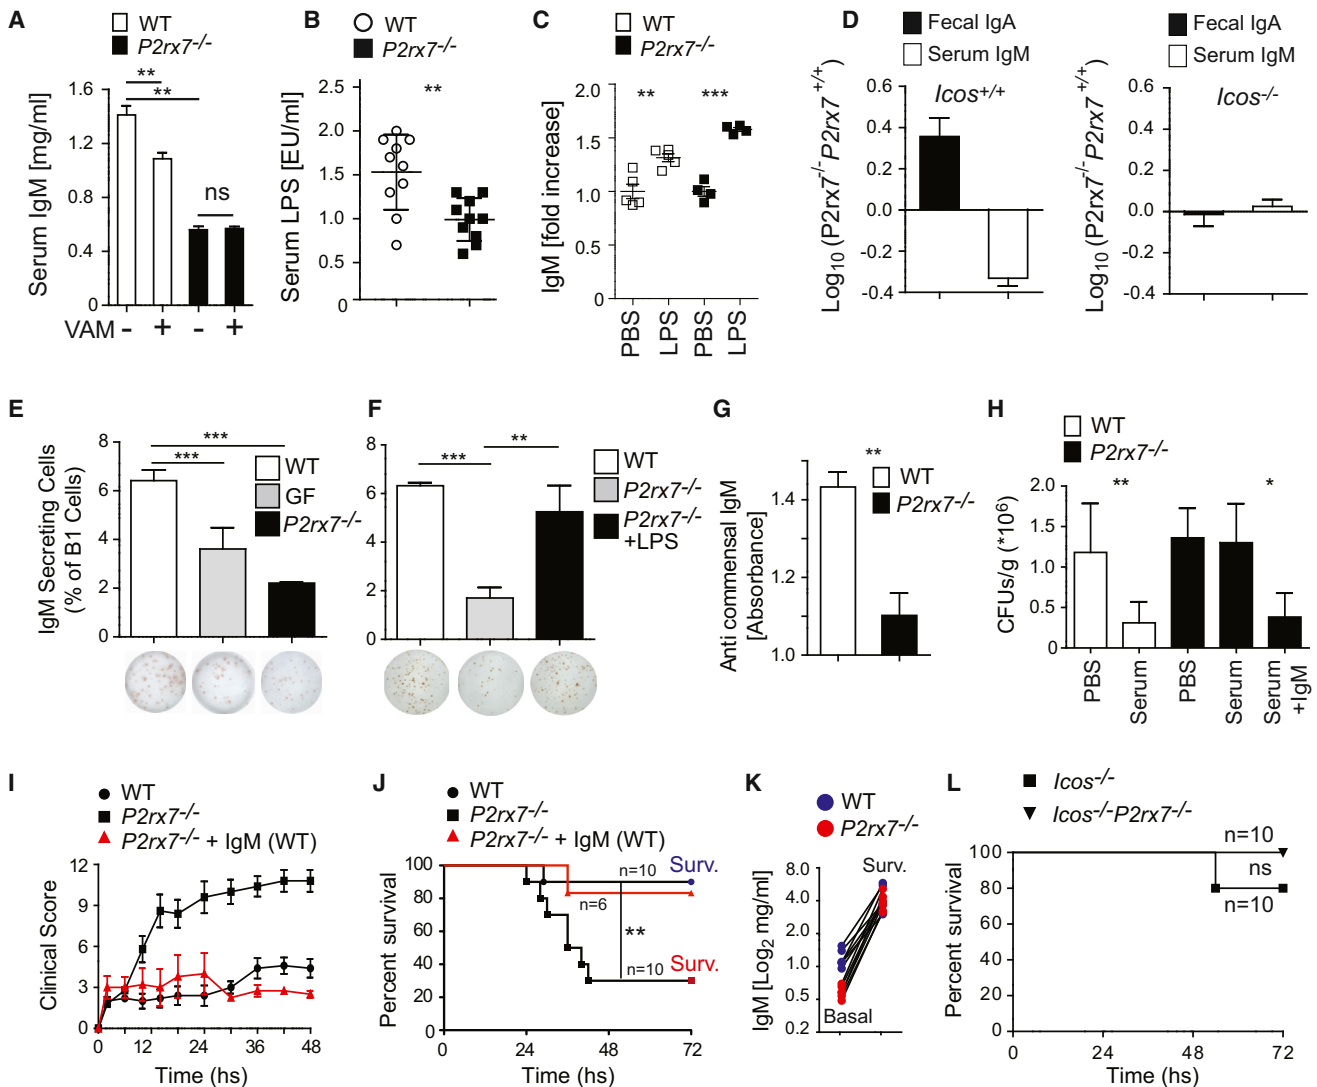 A
WT
P2rx7-/-
Serum IgM [mg/ml]
1.6
1.2
0.8
0.4
0
**
**
ns
VAM - + - +
B
WT
P2rx7-/-
Serum LPS [EU/ml]
2.5
2.0
1.5
1.0
0.5
0
**
C
WT
P2rx7-/-
IgM [fold increase]
2.0
1.5
1.0
0.5
0
**
***
PBS
LPS
PBS
LPS
D
Fecal IgA
Serum IgM
Log10 (P2rx7-/- P2rx7+/+)
Icos+/+
0.6
0.4
0.2
0.0
-0.2
-0.4
Fecal IgA
Serum IgM
Log10 (P2rx7-/- P2rx7+/+)
Icos-/-
0.6
0.4
0.2
0.0
-0.2
-0.4
E
IgM Secreting Cells
(% of B1 Cells)
8
6
4
2
0
***
***
WT
GF
P2rx7-/-
F
8
6
4
2
0
***
**
WT
P2rx7-/-
P2rx7-/-
+LPS
G
Anti commensal IgM
[Absorbance]
1.4
1.2
1.0
**
WT
P2rx7-/-
H
WT
P2rx7-/-
CFUs/g (*10^6)
2.0
1.5
1.0
0.5
0
**
*
PBS
Serum
PBS
Serum
Serum
+IgM
I
WT
P2rx7-/-
P2rx7-/- + IgM (WT)
Clinical Score
12
9
6
3
0
0 12 24 36 48
Time (hs)
J
WT
P2rx7-/-
P2rx7-/- + IgM (WT)
Percent survival
100
80
60
40
20
0
n=10
Surv.
n=6
**
n=10
Surv.
0 24 48 72
Time (hs)
K
WT
P2rx7-/-
IgM [Log2 mg/ml]
8.0
4.0
2.0
1.0
0.5
0.2
Surv.
Basal
L
Icos-/-
Icos-/-P2rx7-/-
Percent survival
100
80
60
40
20
0
n=10
ns
n=10
0 24 48 72
Time (hs)